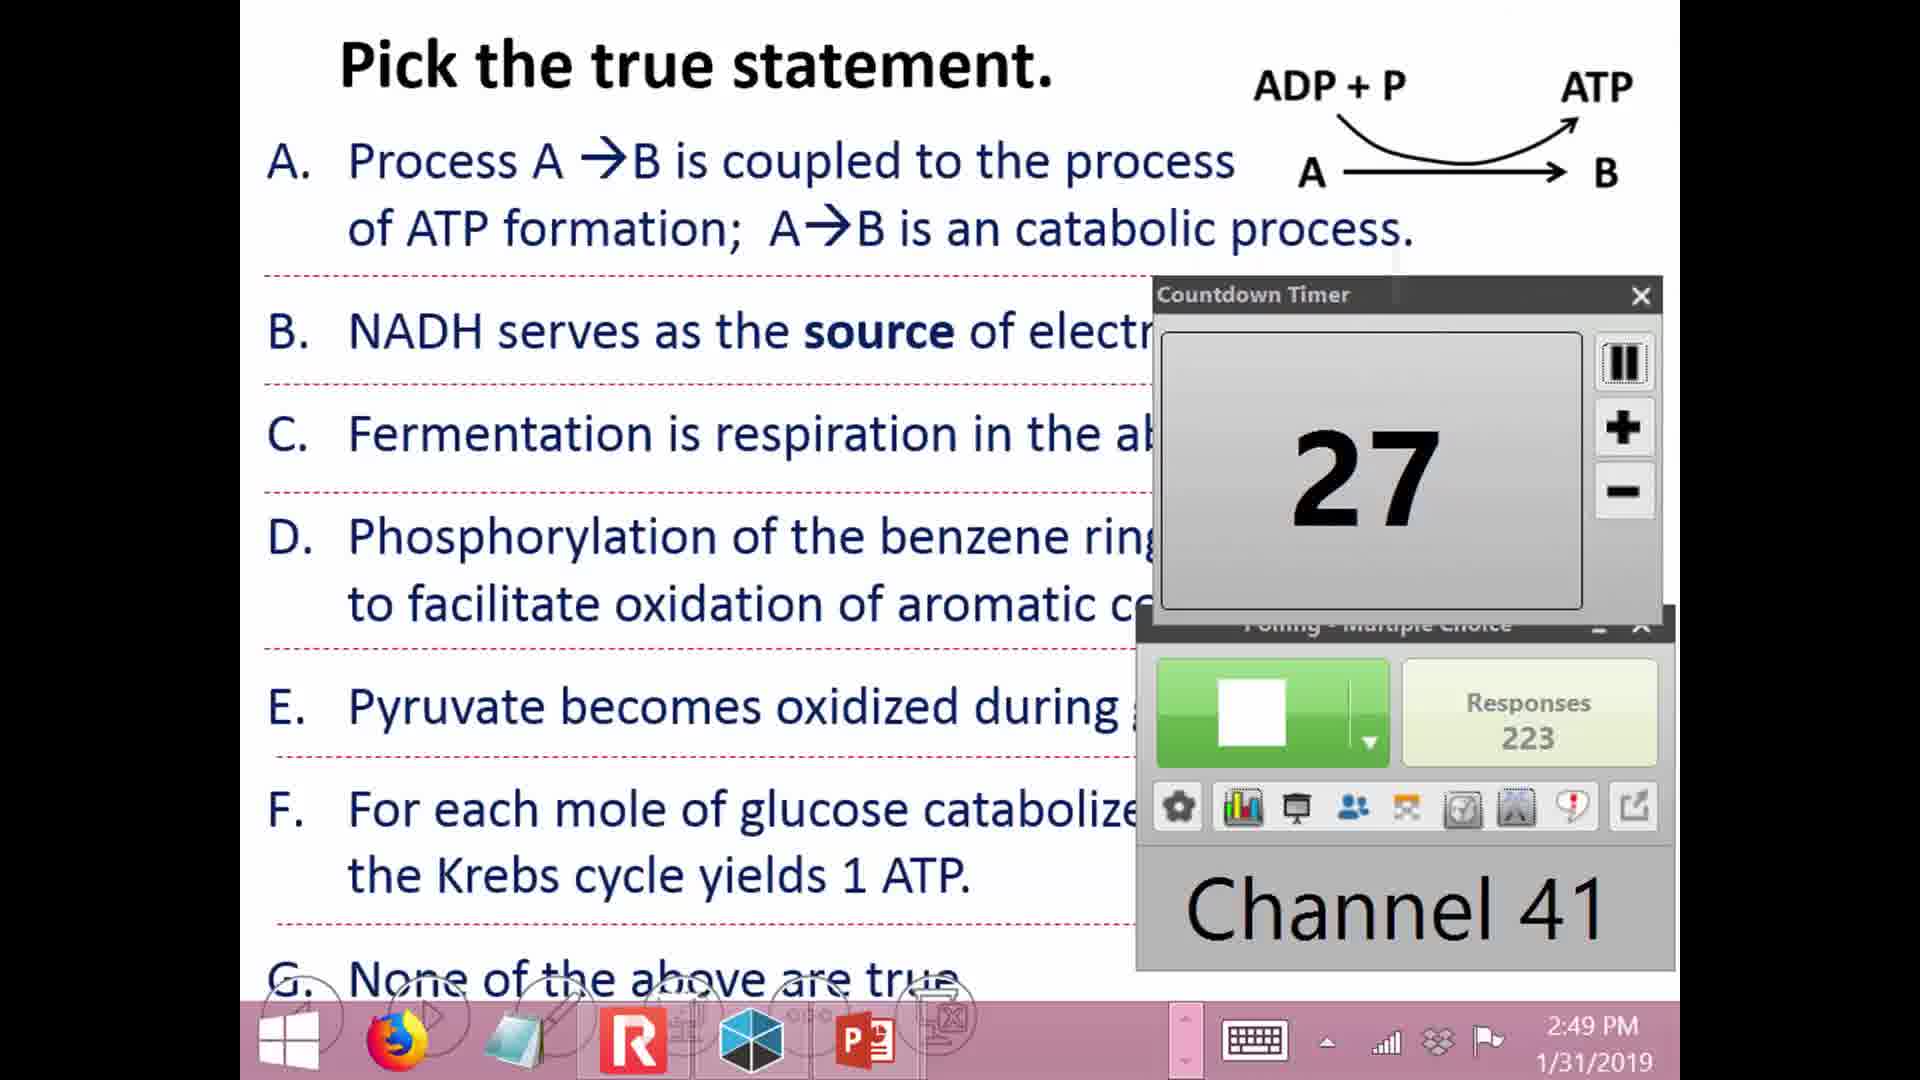 Pick the true statement.
ADP + P ATP
A B
A. Process A →B is coupled to the process
of ATP formation; A→B is an catabolic process.
B. NADH serves as the source of electr
C. Fermentation is respiration in the ab
D. Phosphorylation of the benzene ring
to facilitate oxidation of aromatic co
E. Pyruvate becomes oxidized during
F. For each mole of glucose catabolize
the Krebs cycle yields 1 ATP.
G. None of the above are true
Countdown Timer
27
Polling - Multiple Choice
Responses
223
Channel 41
2:49 PM
1/31/2019